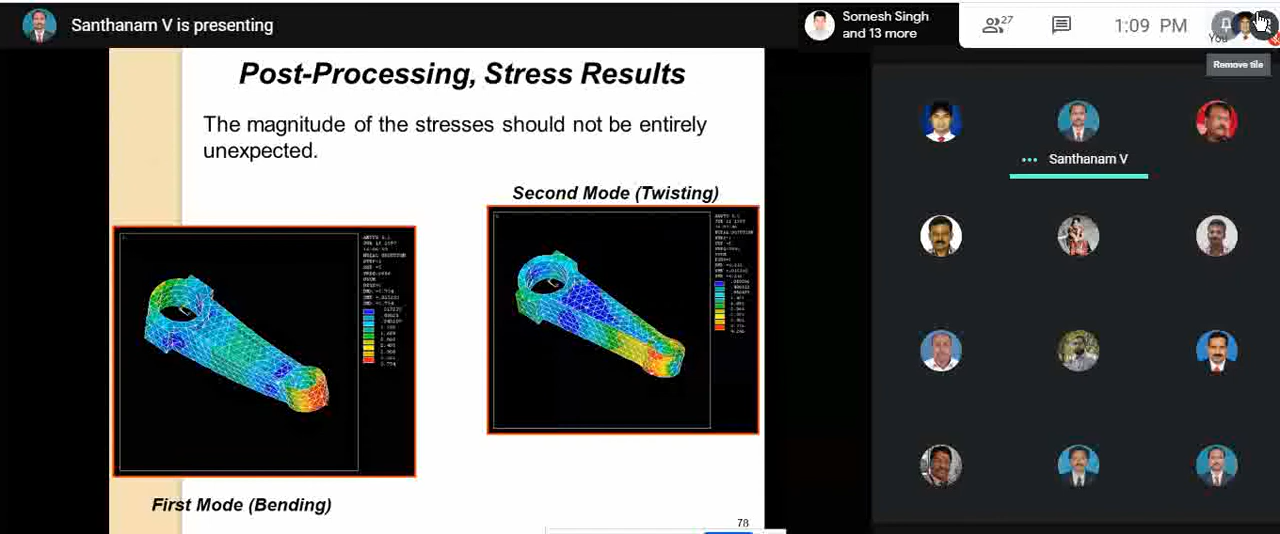 Santhanam V is presenting
Somesh Singh
and 13 more
27
1:09 PM
You
Remove tile
Post-Processing, Stress Results
The magnitude of the stresses should not be entirely
unexpected.
Second Mode (Twisting)
First Mode (Bending)
78
Santhanam V